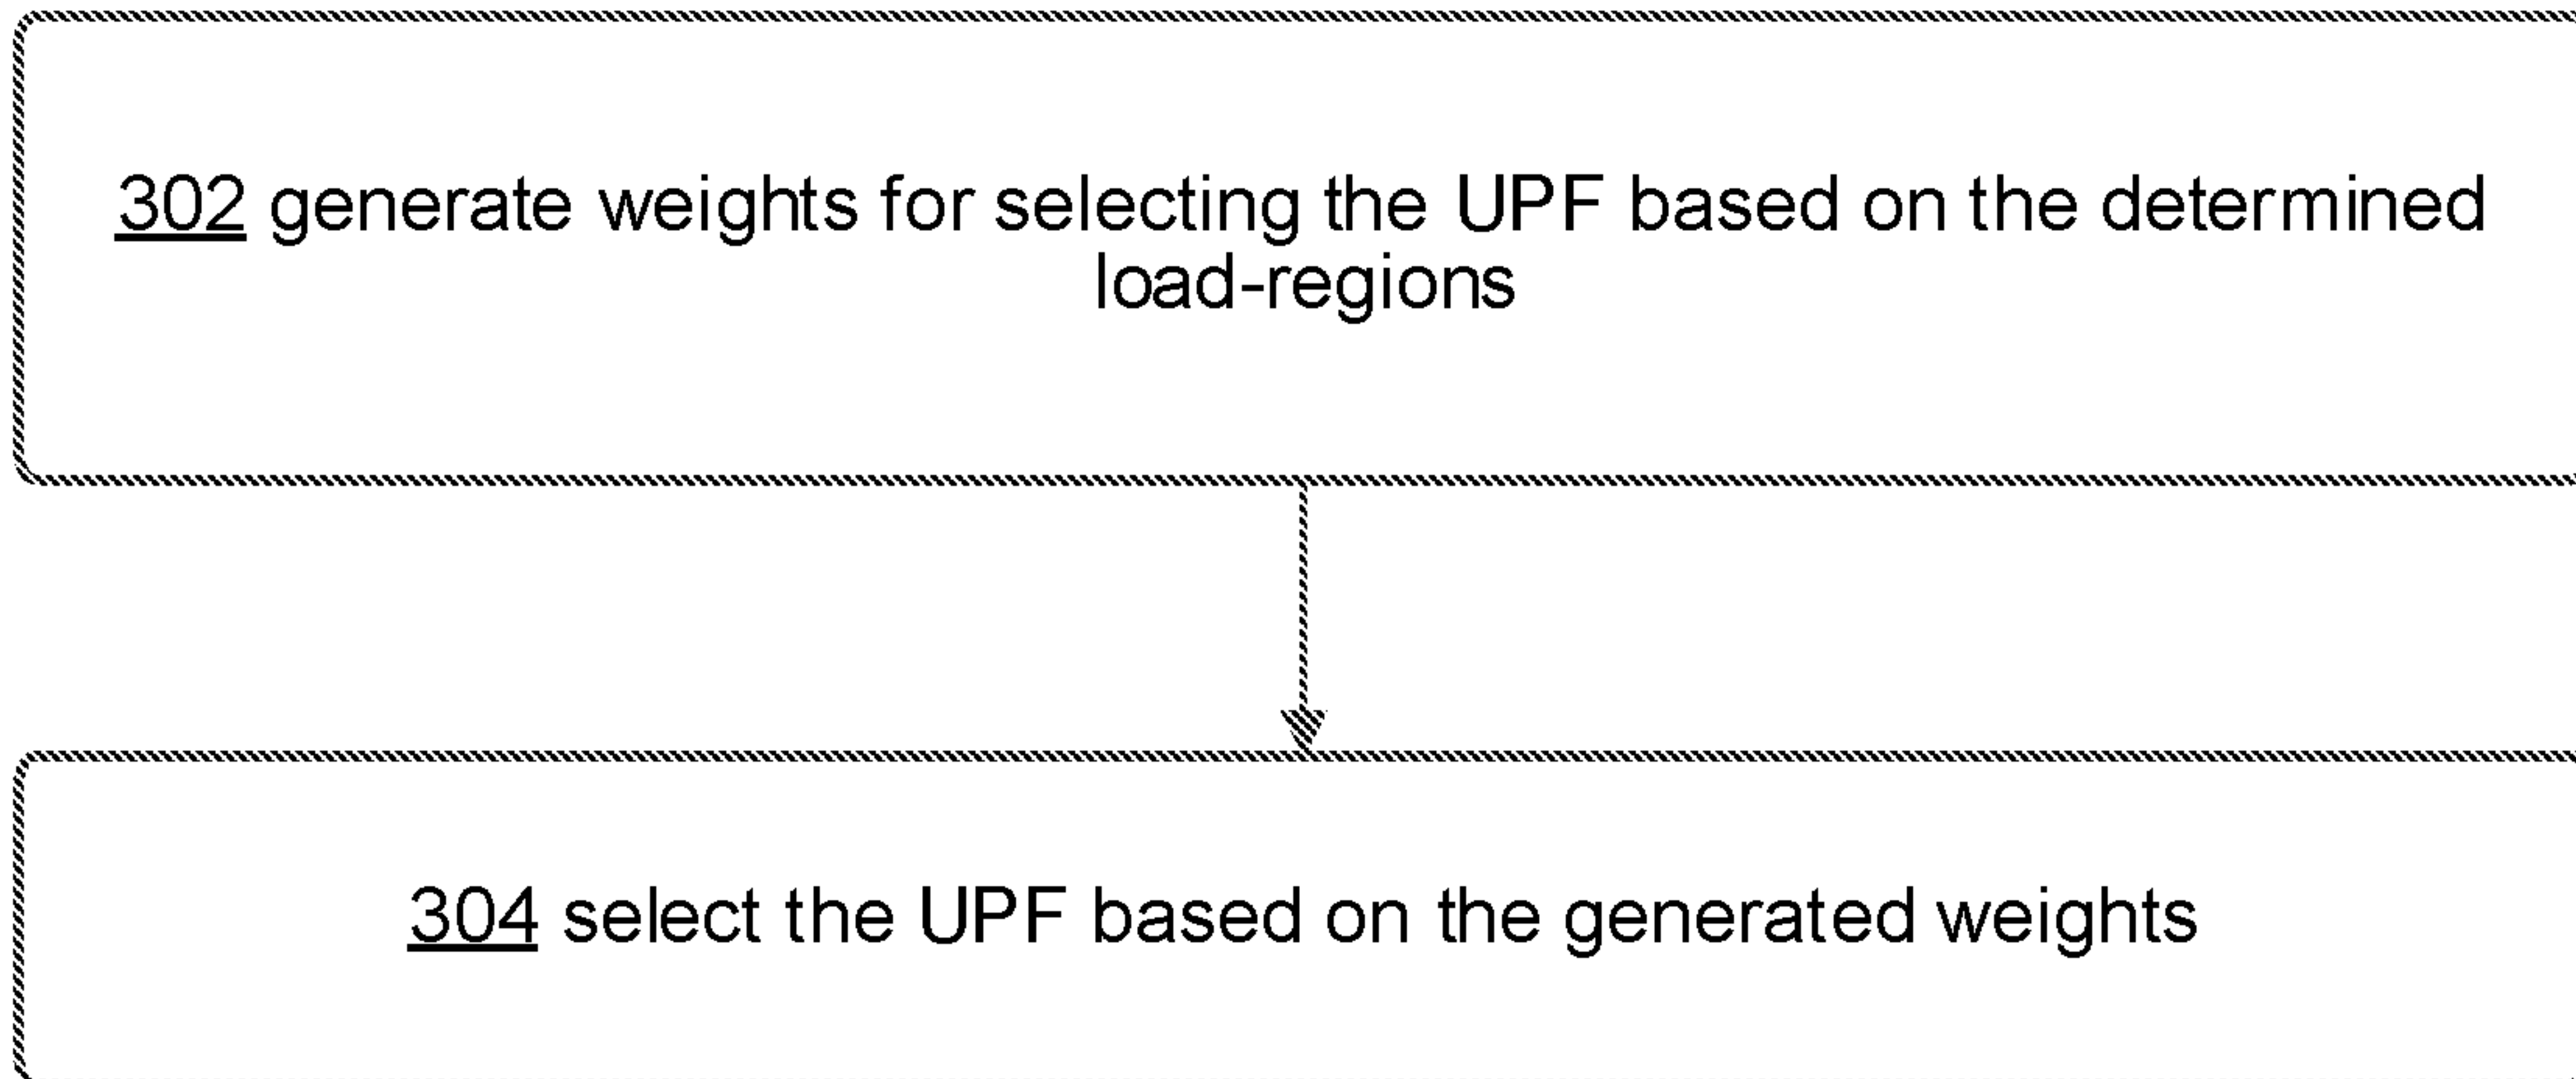 302 generate weights for selecting the UPF based on the determined
load-regions
304 select the UPF based on the generated weights